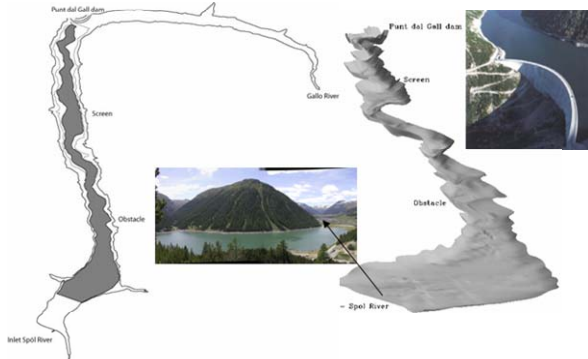 Punt dal Gall dam
Gallo River
Screen
Obstacle
Inlet Spöl River
Punt dal Gall dam
Screen
Obstacle
– Spol River